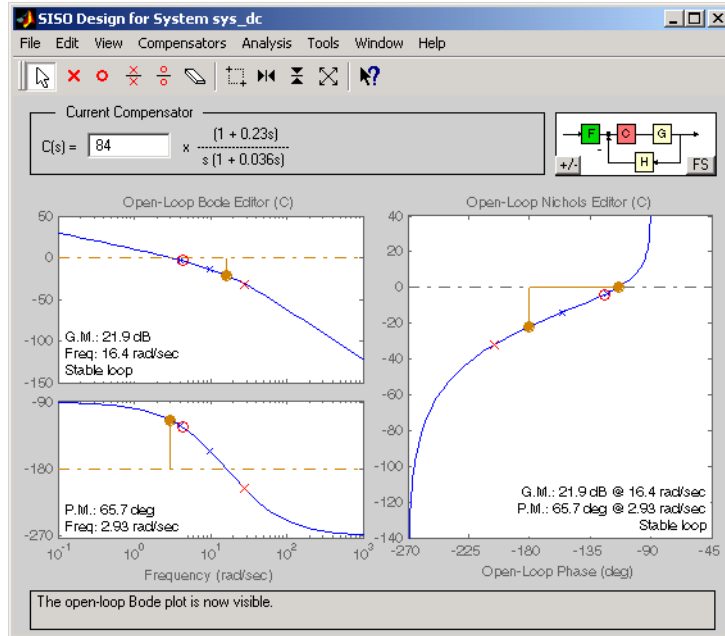 SISO Design for System sys_dc
File Edit View Compensators Analysis Tools Window Help
Current Compensator
C(s) = 84 x (1 + 0.23s)
s (1 + 0.036s)
F C G
H
+/- FS
Open-Loop Bode Editor (C)
50
0
-50
-100
-150
G.M.: 21.9 dB
Freq: 16.4 rad/sec
Stable loop
-90
-180
-270
P.M.: 65.7 deg
Freq: 2.93 rad/sec
10^-1 10^0 10^1 10^2 10^3
Frequency (rad/sec)
Open-Loop Nichols Editor (C)
40
20
0
-20
-40
-60
-80
-100
-120
-140
G.M.: 21.9 dB @ 16.4 rad/sec
P.M.: 65.7 deg @ 2.93 rad/sec
Stable loop
-270 -225 -180 -135 -90 -45
Open-Loop Phase (deg)
The open-loop Bode plot is now visible.